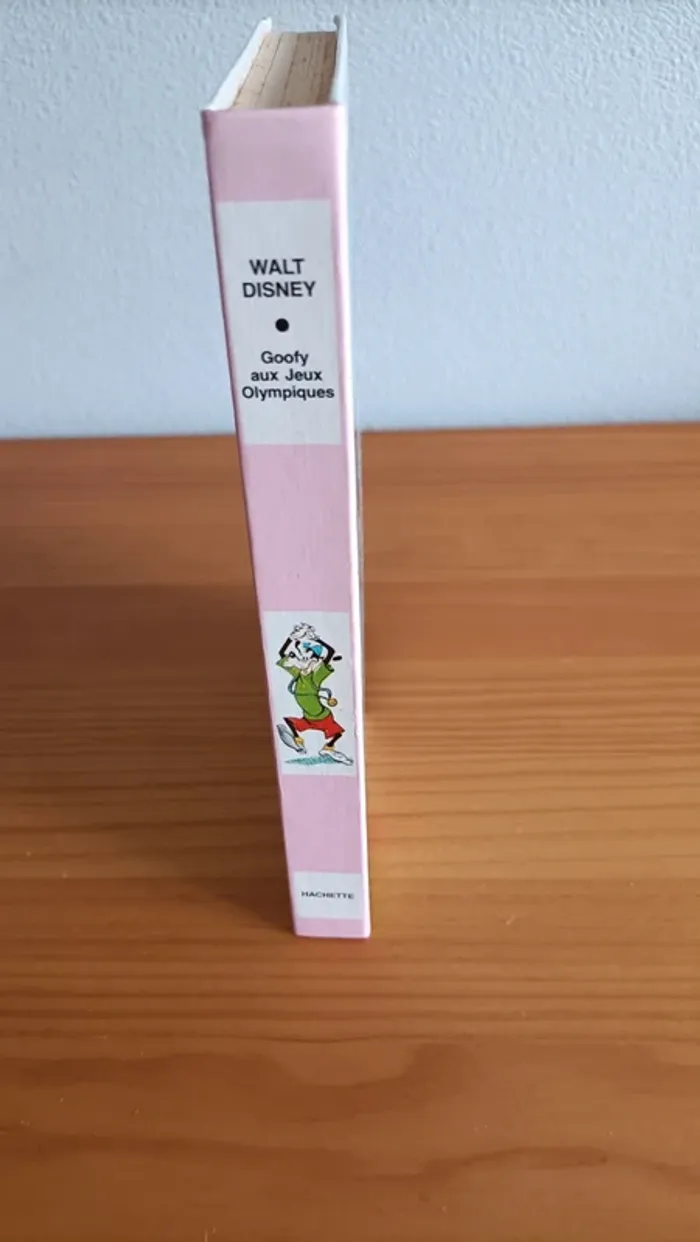 WALT
DISNEY
●
Goofy
aux Jeux
Olympiques
HACHETTE